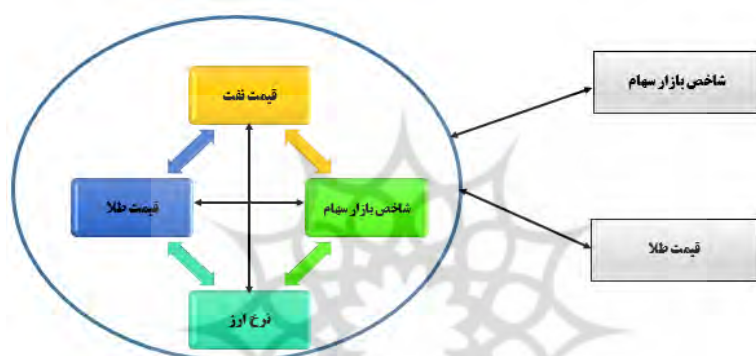 قیمت نفت
شاخص بازار سهام
قیمت طلا
شاخص بازار سهام
نرخ ارز
قیمت طلا